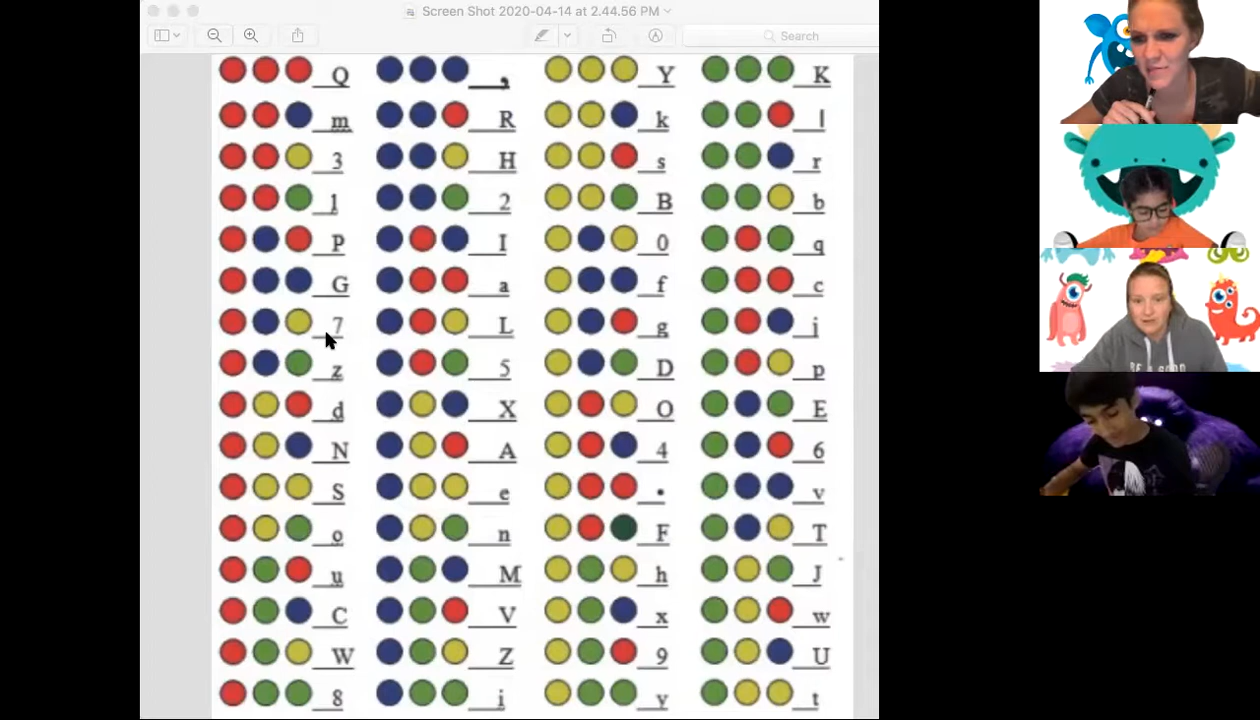 Screen Shot 2020-04-14 at 2.44.56 PM
Search
Q , Y K
m R k l
3 H s r
1 2 B b
P I 0 q
G a f c
7 L g j
z 5 D p
d X O E
N A 4 6
S e • v
o n F T
u M h J
C V x w
W Z 9 U
8 i y t